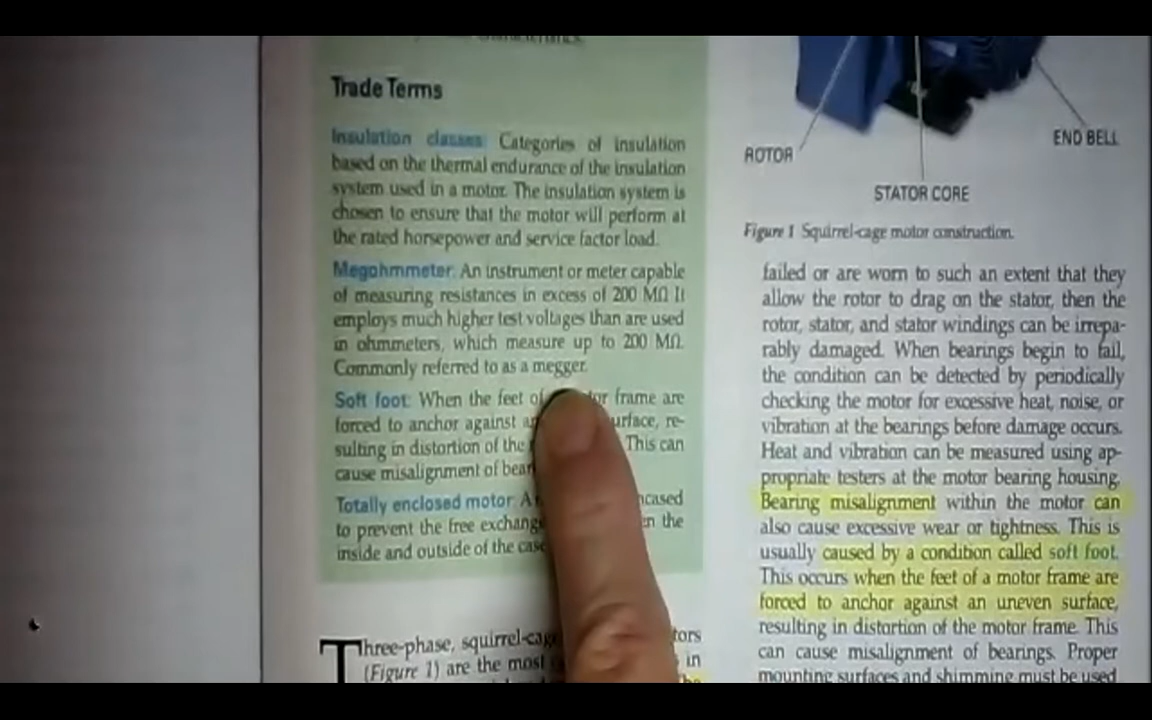 Trade Terms
Insulation classes: Categories of insulation
based on the thermal endurance of the insulation
system used in a motor. The insulation system is
chosen to ensure that the motor will perform at
the rated horsepower and service factor load.
Megohmmeter: An instrument or meter capable
of measuring resistances in excess of 200 MΩ It
employs much higher test voltages than are used
in ohmmeters, which measure up to 200 MΩ.
Commonly referred to as a megger.
Soft foot: When the feet of frame are
forced to anchor against surface, re-
sulting in distortion of the This can
cause misalignment of
Totally enclosed motor: A
to prevent the free the
inside and outside of the case
Three-phase,
(Figure 1) are the most in
ROTOR
END BELL
STATOR CORE
Figure 1 Squirrel-cage motor construction.
failed or are worn to such an extent that they
allow the rotor to drag on the stator, then the
rotor, stator, and stator windings can be irrepa-
rably damaged. When bearings begin to fail,
the condition can be detected by periodically
checking the motor for excessive heat, noise, or
vibration at the bearings before damage occurs.
Heat and vibration can be measured using ap-
propriate testers at the motor bearing housing.
Bearing misalignment within the motor can
also cause excessive wear or tightness. This is
usually caused by a condition called soft foot.
This occurs when the feet of a motor frame are
forced to anchor against an uneven surface,
resulting in distortion of the motor frame. This
can cause misalignment of bearings. Proper
mounting surfaces and shimming must be used